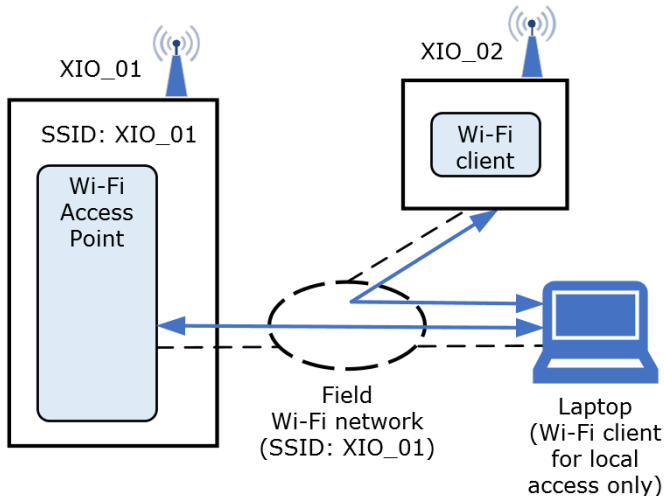 XIO_01
XIO_02
SSID: XIO_01
Wi-Fi
Access
Point
Wi-Fi
client
Field
Wi-Fi network
(SSID: XIO_01)
Laptop
(Wi-Fi client
for local
access only)